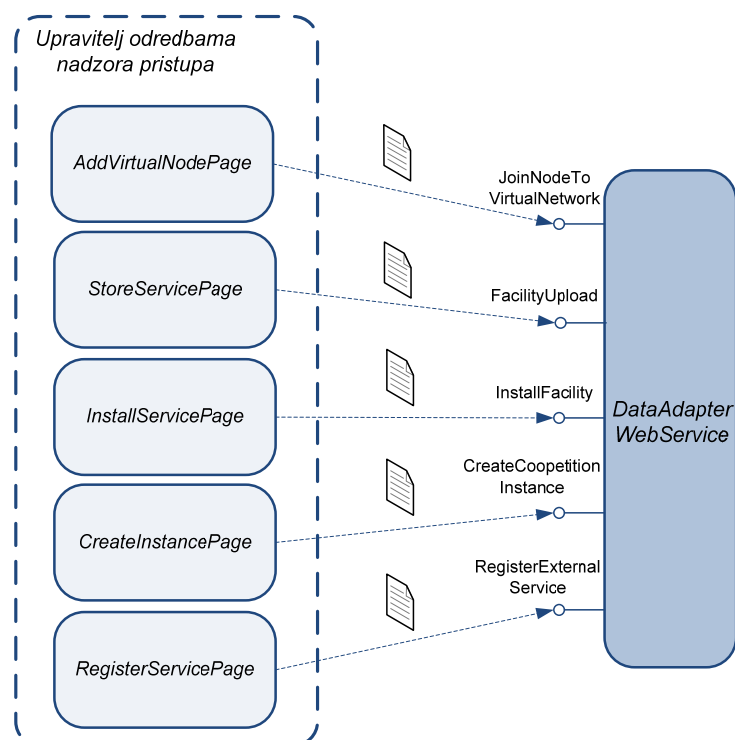 Upravitelj odredbama
nadzora pristupa
AddVirtualNodePage
JoinNodeTo
VirtualNetwork
StoreServicePage
FacilityUpload
InstallServicePage
InstallFacility
DataAdapter
WebService
CreateCoopetition
Instance
CreateInstancePage
RegisterExternal
Service
RegisterServicePage